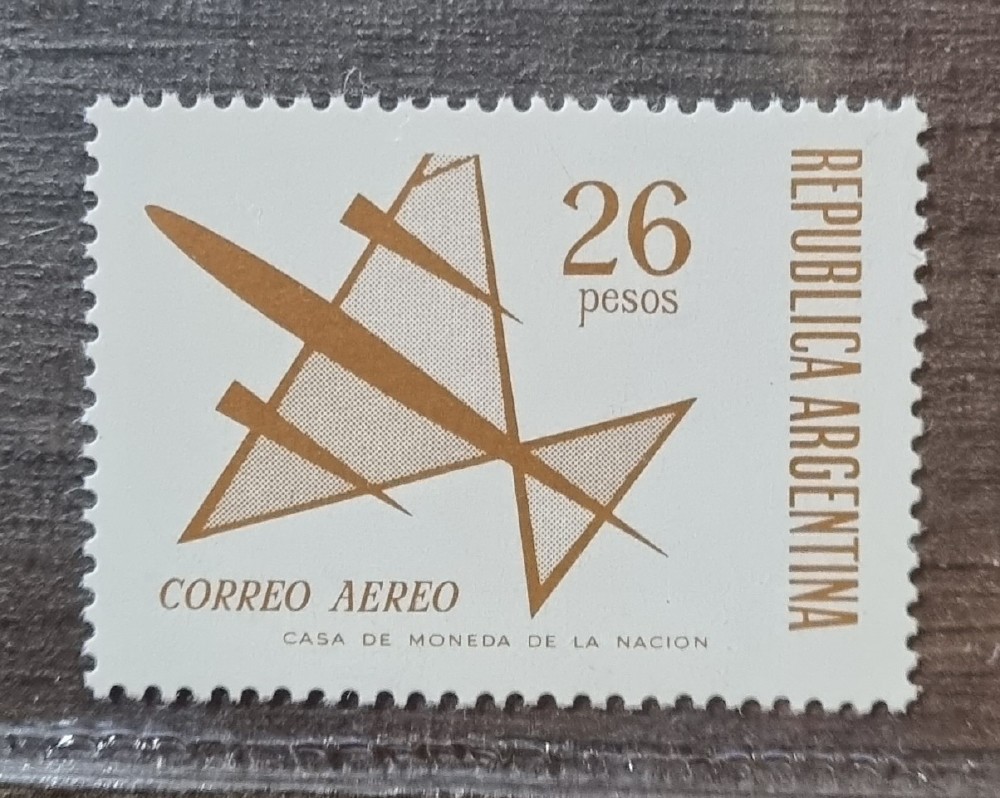 26
pesos
REPUBLICA ARGENTINA
CORREO AEREO
CASA DE MONEDA DE LA NACION